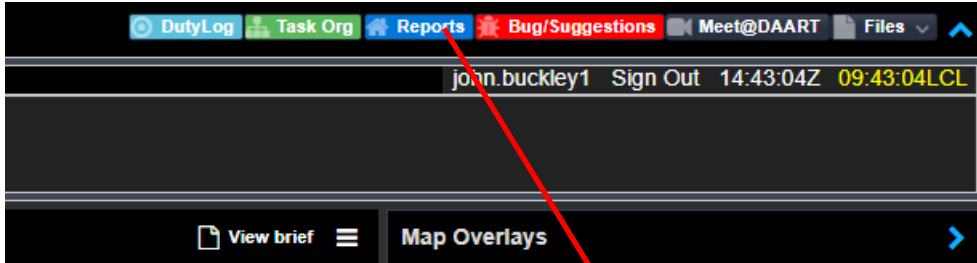 DutyLog Task Org Reports Bug/Suggestions Meet@DAART Files
john.buckley1 Sign Out 14:43:04Z 09:43:04LCL
View brief Map Overlays